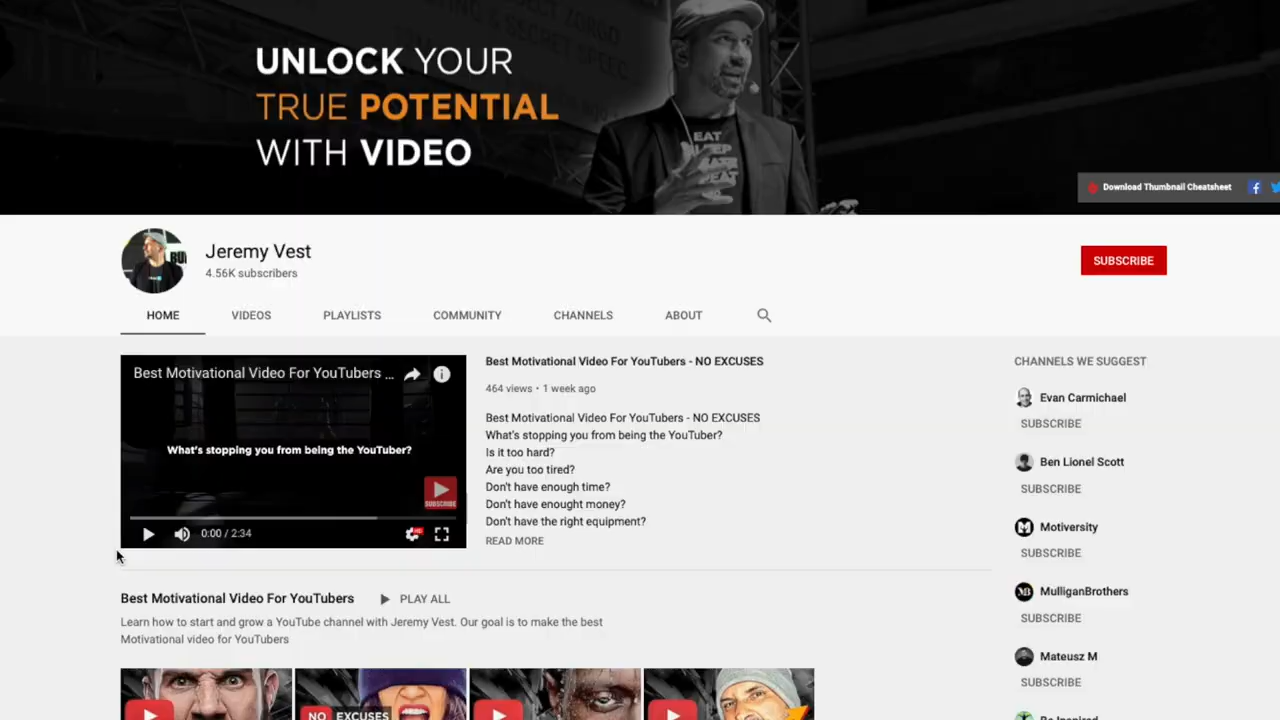 UNLOCK YOUR
TRUE POTENTIAL
WITH VIDEO
EAT
Download Thumbnail Cheatsheet
Jeremy Vest
4.56K subscribers
SUBSCRIBE
HOME
VIDEOS
PLAYLISTS
COMMUNITY
CHANNELS
ABOUT
Best Motivational Video For YouTubers ...
What's stopping you from being the YouTuber?
SUBSCRIBE
0:00 / 2:34
Best Motivational Video For YouTubers - NO EXCUSES
464 views • 1 week ago
Best Motivational Video For YouTubers - NO EXCUSES
What's stopping you from being the YouTuber?
Is it too hard?
Are you too tired?
Don't have enough time?
Don't have enought money?
Don't have the right equipment?
READ MORE
CHANNELS WE SUGGEST
Evan Carmichael
SUBSCRIBE
Ben Lionel Scott
SUBSCRIBE
Motiversity
SUBSCRIBE
MulliganBrothers
SUBSCRIBE
Mateusz M
SUBSCRIBE
Best Motivational Video For YouTubers
PLAY ALL
Learn how to start and grow a YouTube channel with Jeremy Vest. Our goal is to make the best
Motivational video for YouTubers
NO EXCUSES